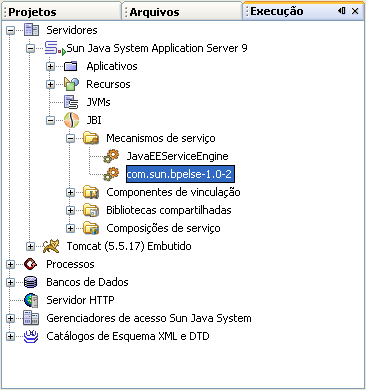 Projetos Arquivos Execução
Servidores
Sun Java System Application Server 9
Aplicativos
Recursos
JVMs
JBI
Mecanismos de serviço
JavaEEServiceEngine
com.sun.bpelse-1.0-2
Componentes de vinculação
Bibliotecas compartilhadas
Composições de serviço
Tomcat (5.5.17) Embutido
Processos
Bancos de Dados
Servidor HTTP
Gerenciadores de acesso Sun Java System
Catálogos de Esquema XML e DTD